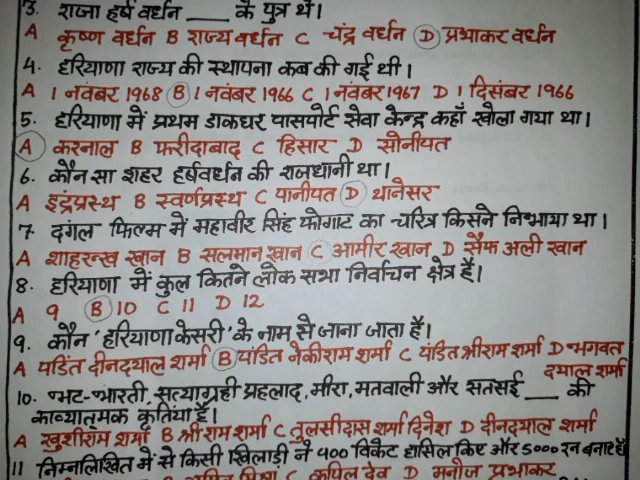 3. राजा हर्ष वर्धन ___ के पुत्र थे।
A कृष्ण वर्धन B राज्य वर्धन C चंद्र वर्धन D प्रभाकर वर्धन
4. हरियाणा राज्य की स्थापना कब की गई थी।
A 1 नवंबर 1968 B 1 नवंबर 1966 C 1 नवंबर 1967 D 1 दिसंबर 1966
5. हरियाणा में प्रथम डाकघर पासपोर्ट सेवा केन्द्र कहाँ खोला गया था।
A करनाल B फरीदाबाद C हिसार D सोनीपत
6. कौन सा शहर हर्षवर्धन की राजधानी था।
A इंद्रप्रस्थ B स्वर्णप्रस्थ C पानीपत D थानेसर
7 दंगल फिल्म में महावीर सिंह फोगाट का चरित्र किसने निभाया था।
A शाहरुख खान B सलमान खान C आमीर खान D सैफ अली खान
8. हरियाणा में कुल कितने लोक सभा निर्वाचन क्षेत्र है।
A 9 B 10 C 11 D 12
9. कौन 'हरियाणा केसरी' के नाम से जाना जाता है।
A पंडित दीनदयाल शर्मा B पंडित नेकीराम शर्मा C पंडित श्रीराम शर्मा D भगवत
दयाल शर्मा
10. भट-भारती, सत्याग्रही प्रहलाद, मीरा, मतवाली और सतसई ___ की
काव्यात्मक कृतियां हैं।
A खुशीराम शर्मा B श्री राम शर्मा C तुलसीदास शर्मा दिनेश D दीनदयाल शर्मा
11 निम्नलिखित में से किसी खिलाड़ी ने 400 विकेट हासिल किए और 5000 रन बनाए हैं
C कपिल देव D मनोज प्रभाकर